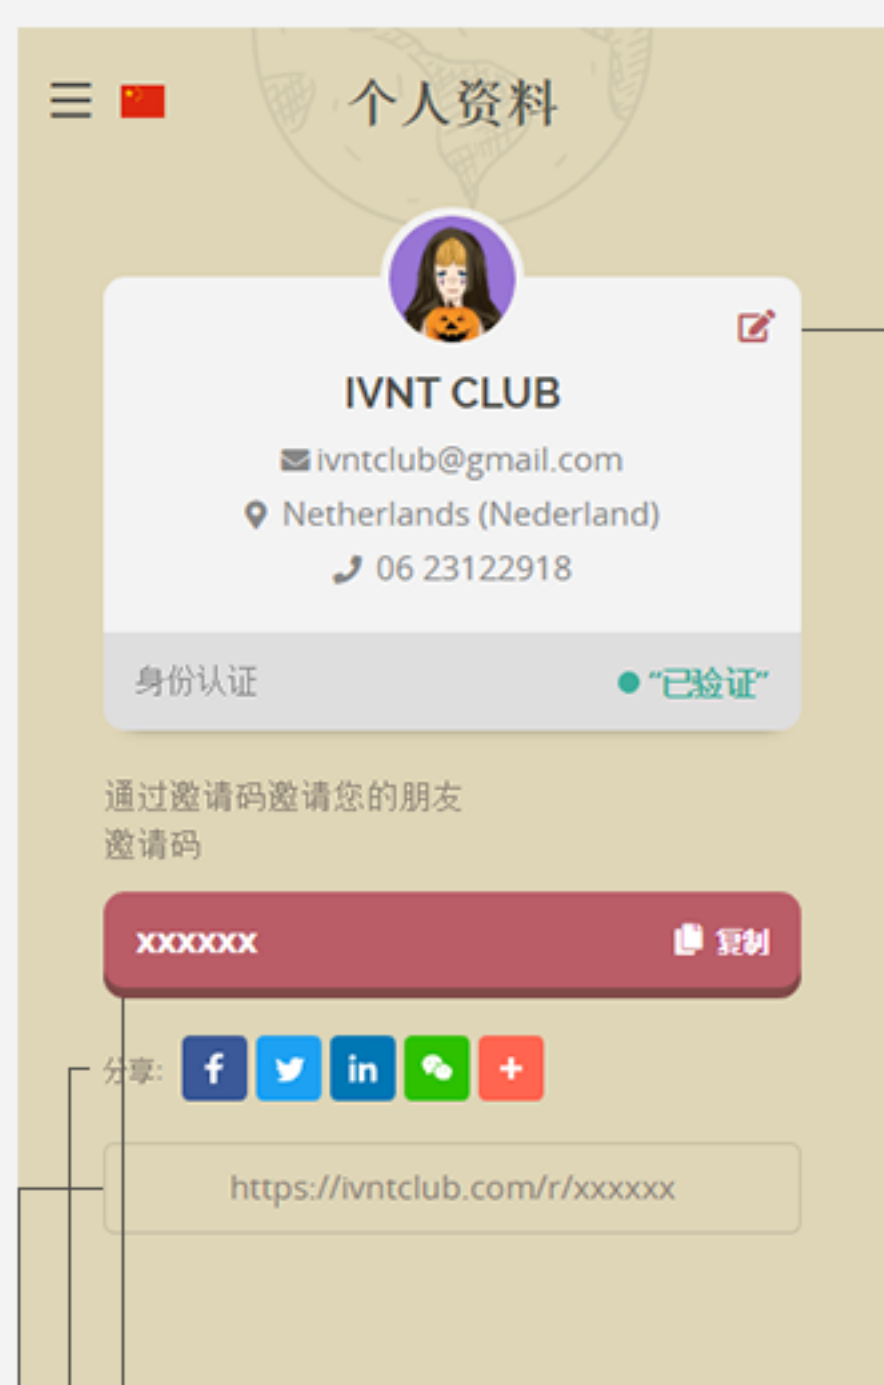 个人资料
IVNT CLUB
ivntclub@gmail.com
Netherlands (Nederland)
06 23122918
身份认证 “已验证”
通过邀请码邀请您的朋友
邀请码
xxxxxx 复制
分享:
https://ivntclub.com/r/xxxxxx